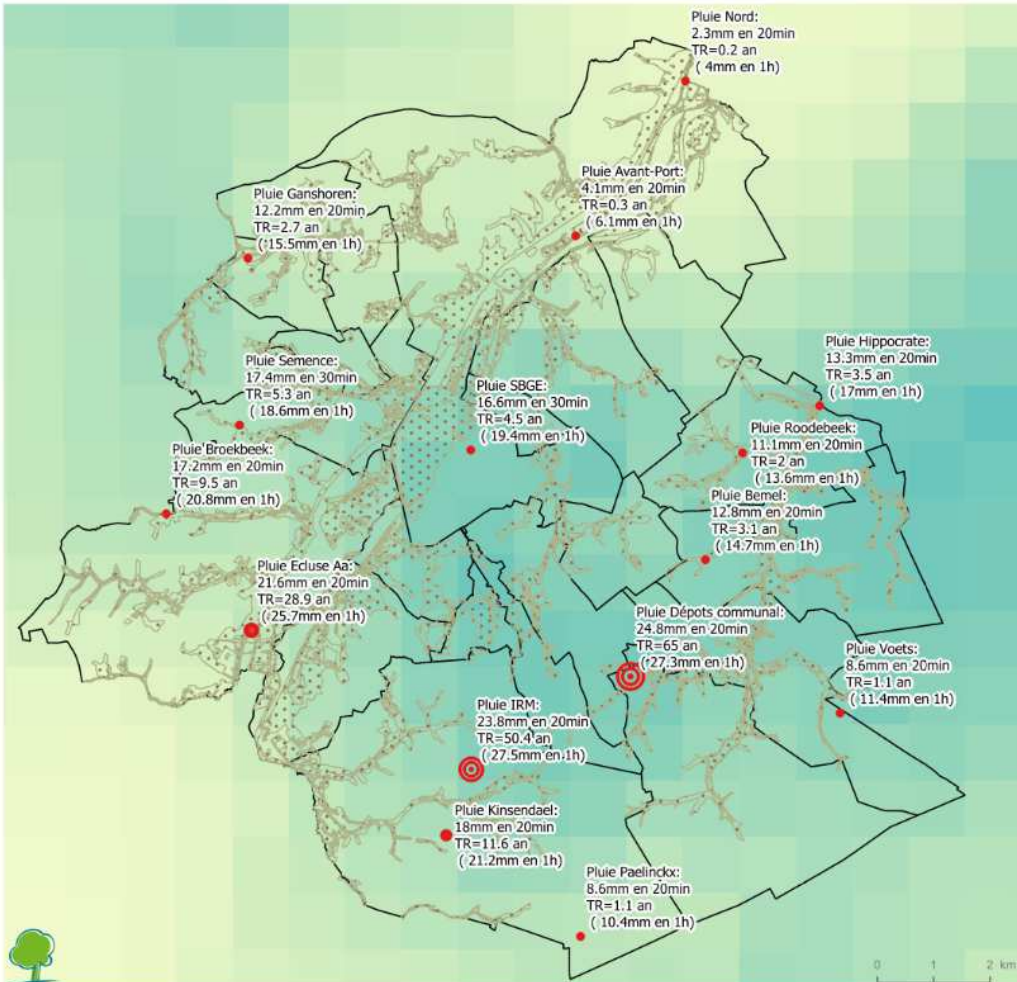 Pluie Nord:
2.3mm en 20min
TR=0.2 an
( 4mm en 1h)
Pluie Avant-Port:
4.1mm en 20min
TR=0.3 an
( 6.1mm en 1h)
Pluie Ganshoren:
12.2mm en 20min
TR=2.7 an
( 15.5mm en 1h)
Pluie Hippocrate:
13.3mm en 20min
TR=3.5 an
( 17mm en 1h)
Pluie Semence:
17.4mm en 30min
TR=5.3 an
( 18.6mm en 1h)
Pluie SBGE:
16.6mm en 30min
TR=4.5 an
( 19.4mm en 1h)
Pluie Roodebeek:
11.1mm en 20min
TR=2 an
( 13.6mm en 1h)
Pluie Broekbeek:
17.2mm en 20min
TR=9.5 an
( 20.8mm en 1h)
Pluie Bemel:
12.8mm en 20min
TR=3.1 an
( 14.7mm en 1h)
Pluie Ecluse Aa:
21.6mm en 20min
TR=28.9 an
( 25.7mm en 1h)
Pluie Dépots communal:
24.8mm en 20min
TR=65 an
( 27.3mm en 1h)
Pluie Voets:
8.6mm en 20min
TR=1.1 an
( 11.4mm en 1h)
Pluie IRM:
23.8mm en 20min
TR=50.4 an
( 27.5mm en 1h)
Pluie Kinsendael:
18mm en 20min
TR=11.6 an
( 21.2mm en 1h)
Pluie Paelinckx:
8.6mm en 20min
TR=1.1 an
( 10.4mm en 1h)
0 1 2 km